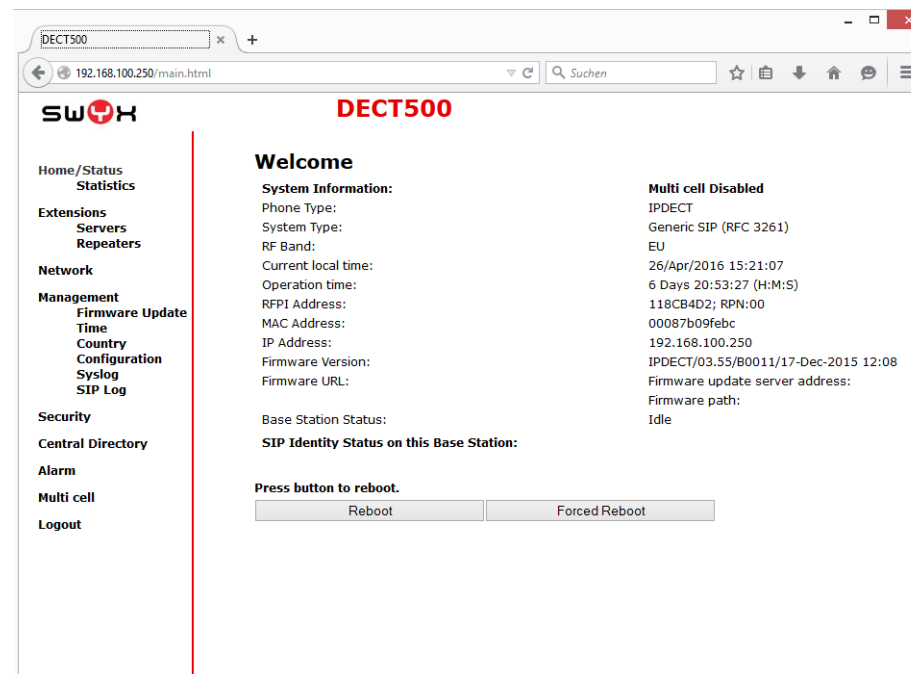 DECT500
192.168.100.250/main.html
Suchen
swyx
DECT500
Home/Status
Statistics
Extensions
Servers
Repeaters
Network
Management
Firmware Update
Time
Country
Configuration
Syslog
SIP Log
Security
Central Directory
Alarm
Multi cell
Logout
Welcome
System Information: Multi cell Disabled
Phone Type: IPDECT
System Type: Generic SIP (RFC 3261)
RF Band: EU
Current local time: 26/Apr/2016 15:21:07
Operation time: 6 Days 20:53:27 (H:M:S)
RFPI Address: 118CB4D2; RPN:00
MAC Address: 00087b09febc
IP Address: 192.168.100.250
Firmware Version: IPDECT/03.55/B0011/17-Dec-2015 12:08
Firmware URL: Firmware update server address:
Firmware path:
Base Station Status: Idle
SIP Identity Status on this Base Station:
Press button to reboot.
Reboot Forced Reboot